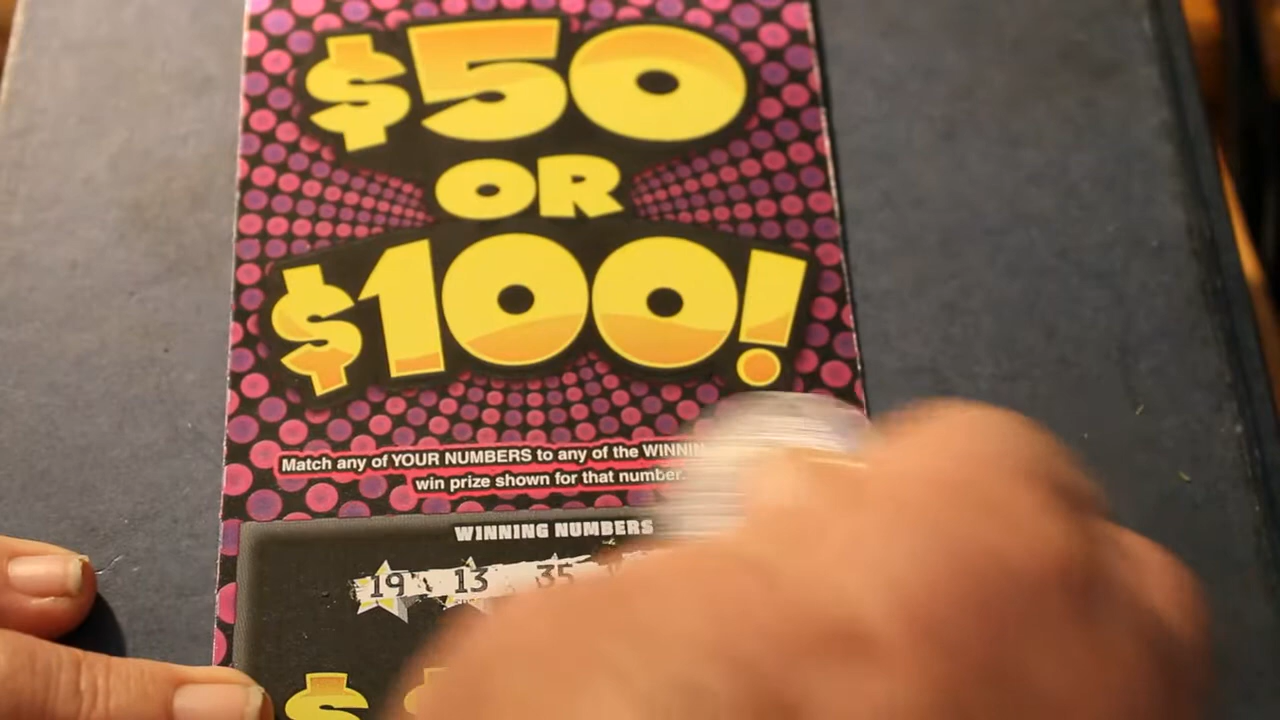 $50
OR
$100!
Match any of YOUR NUMBERS to any of the
win prize shown for that number.
WINNING NUMBERS
19 13 35
$ $